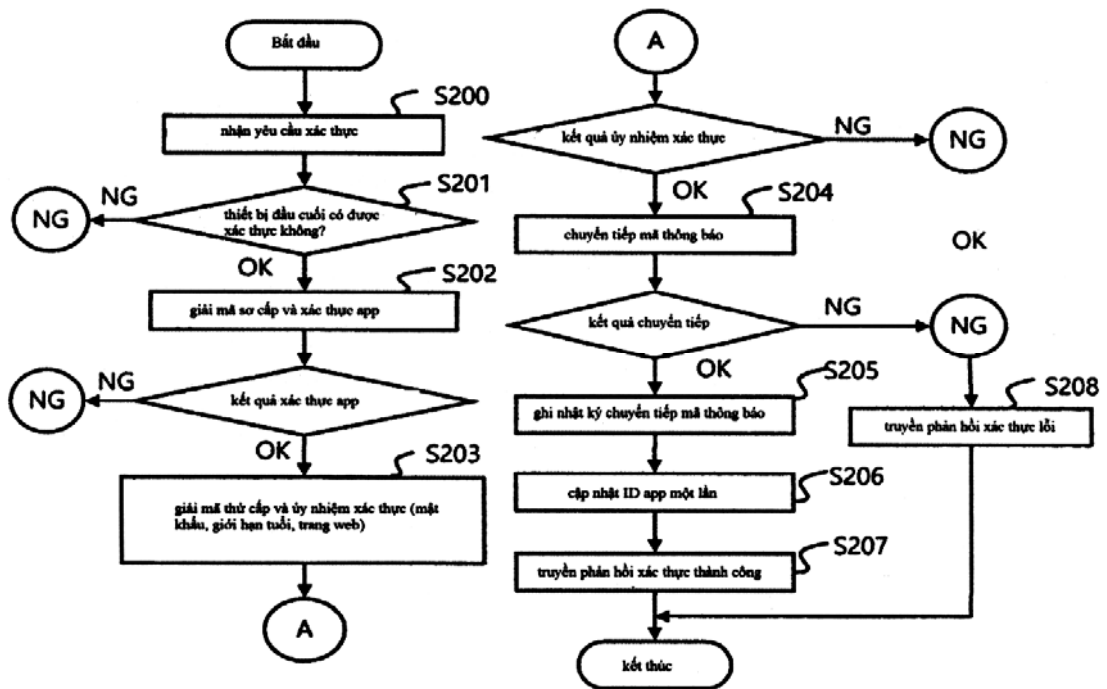 Bắt đầu
S200
nhận yêu cầu xác thực
S201
NG
NG
thiết bị đầu cuối có được
xác thực không?
OK
S202
giải mã sơ cấp và xác thực app
NG
NG
kết quả xác thực app
OK
S203
giải mã thứ cấp và ủy nhiệm xác thực (mật
khẩu, giới hạn tuổi, trang web)
A
A
kết quả ủy nhiệm xác thực
NG
NG
OK
S204
chuyển tiếp mã thông báo
OK
kết quả chuyển tiếp
NG
NG
OK
S205
ghi nhật ký chuyển tiếp mã thông báo
S208
truyền phản hồi xác thực lỗi
S206
cập nhật ID app một lần
S207
truyền phản hồi xác thực thành công
kết thúc